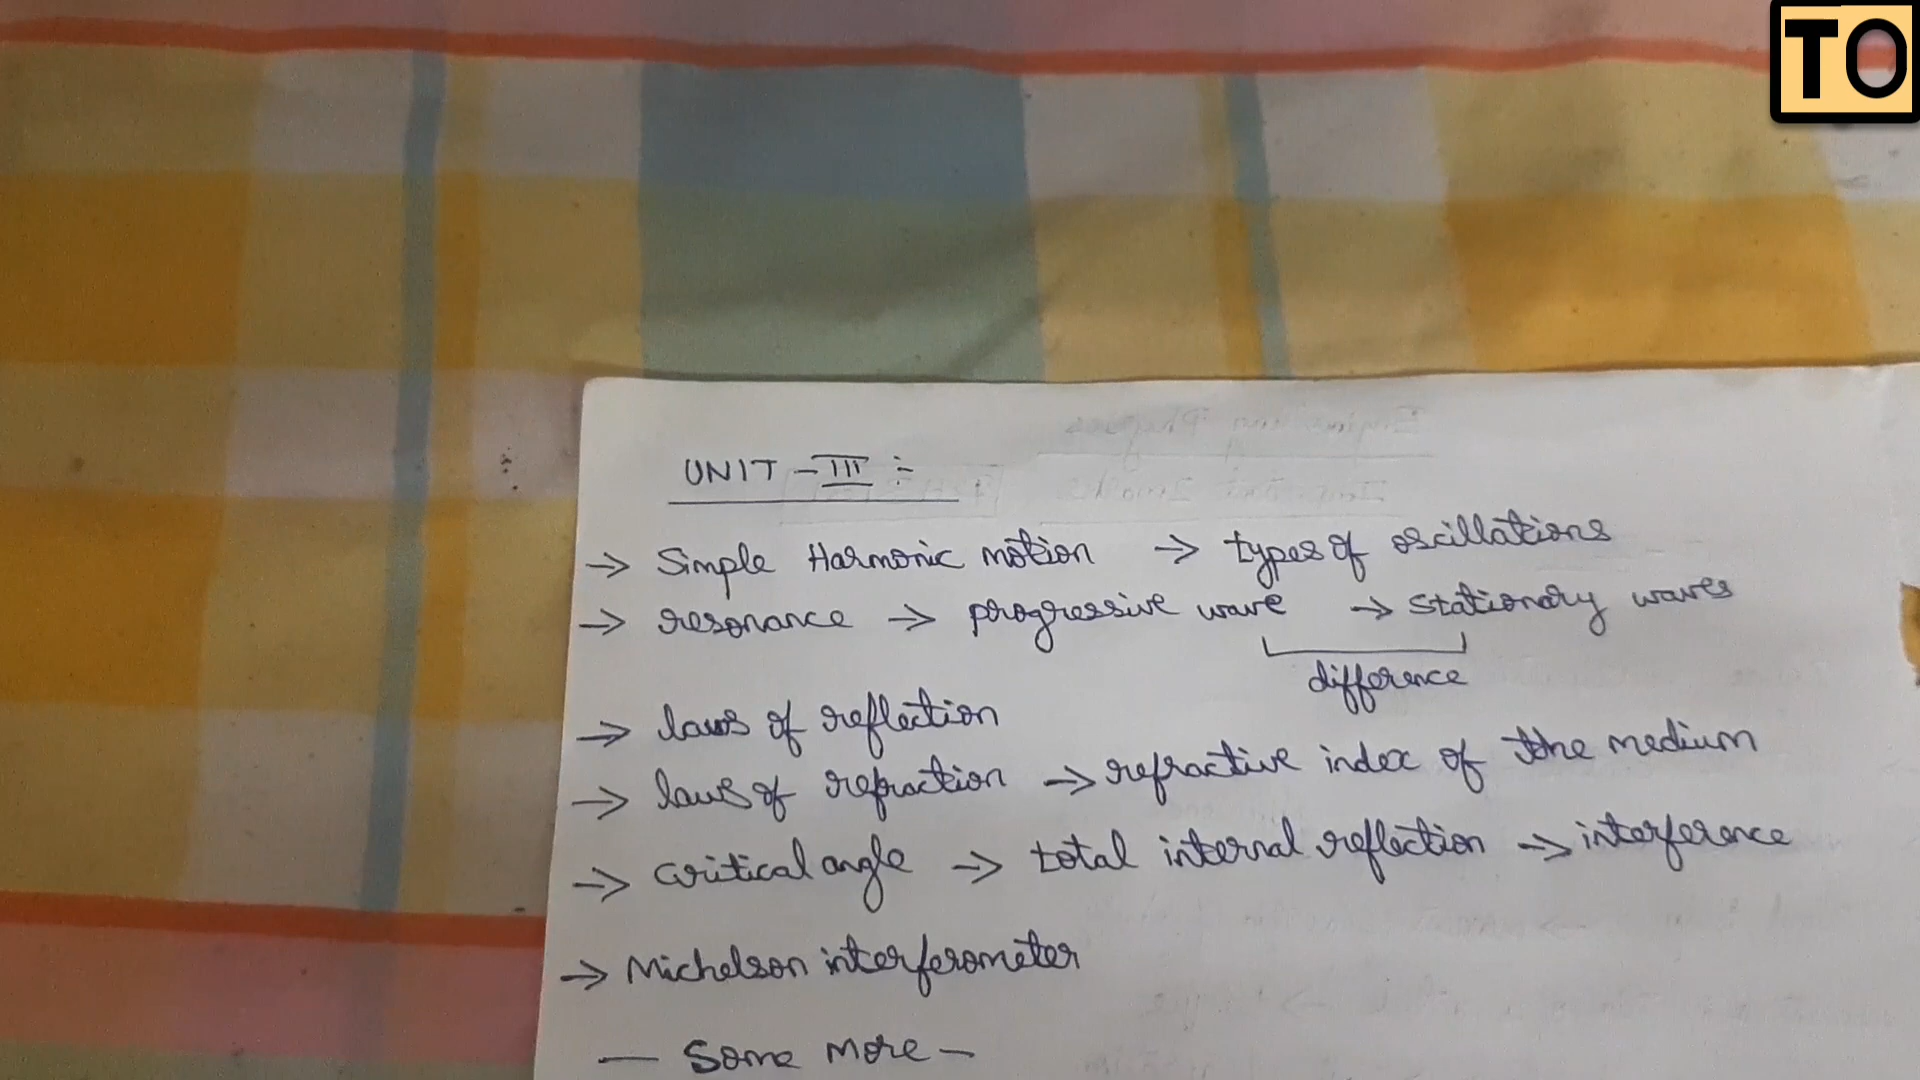 TO
UNIT - III :-
→ Simple Harmonic motion → types of oscillations
→ resonance → progressive wave → stationary waves
difference
→ laws of reflection
→ laws of refraction → refractive index of the medium
→ critical angle → total internal reflection → interference
→ Michelson interferometer
— Some more —